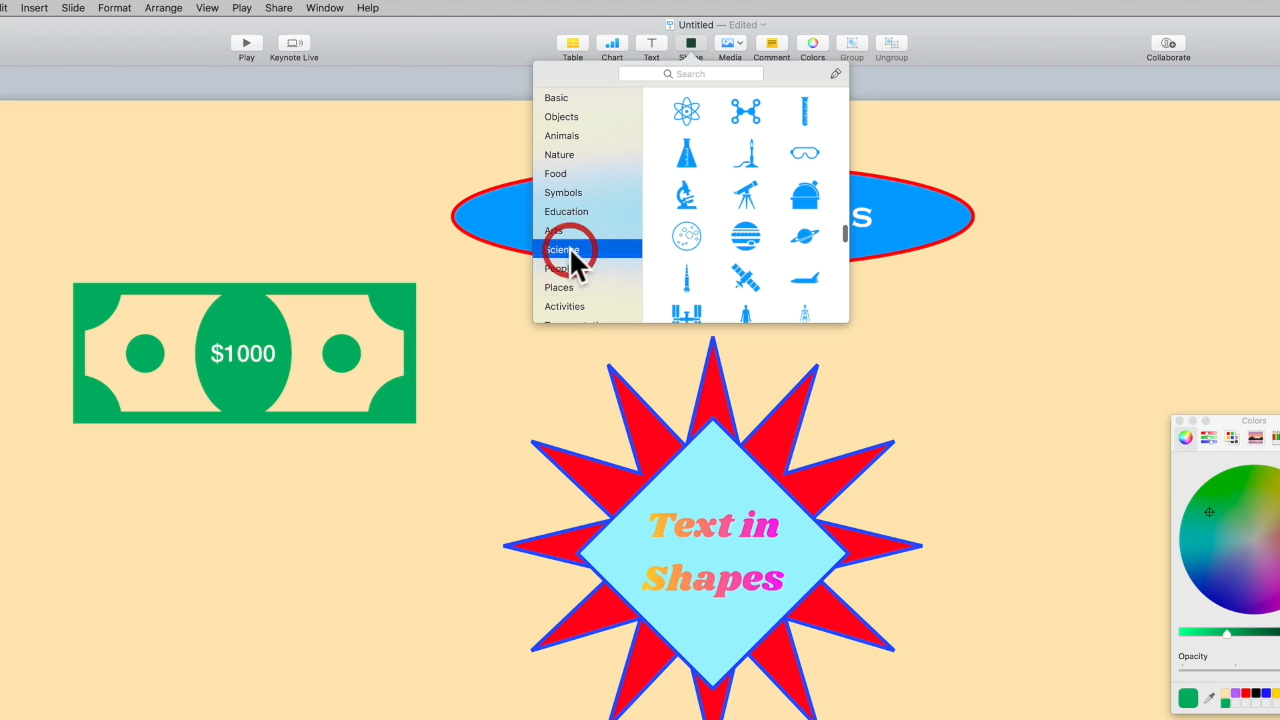 Insert Slide Format Arrange View Play Share Window Help
Untitled — Edited
Play Keynote Live Table Chart Text Media Comment Colors Group Ungroup Collaborate
Search
Basic
Objects
Animals
Nature
Food
Symbols
Education
Arts
Science
Places
Activities
$1000
Text in
Shapes
Colors
Opacity